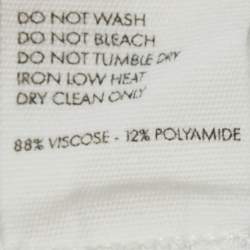 DO NOT WASH
DO NOT BLEACH
DO NOT TUMBLE DRY
IRON LOW HEAT
DRY CLEAN ONLY
88% VISCOSE - 12% POLYAMIDE